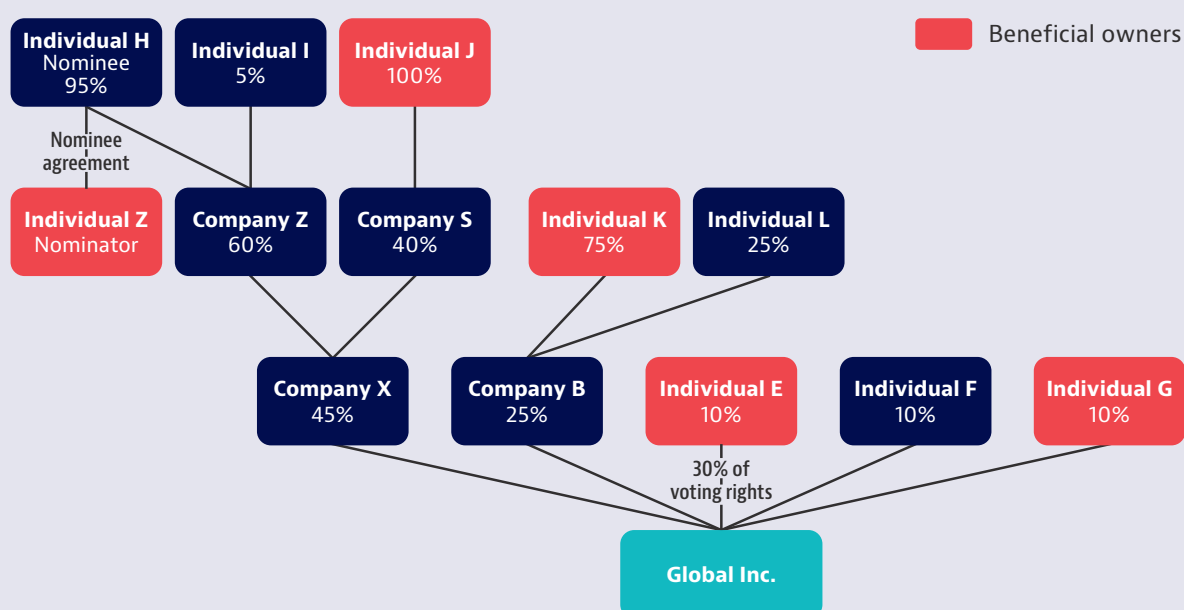 Individual H
Nominee
95%
Individual I
5%
Individual J
100%
Beneficial owners
Nominee
agreement
Individual Z
Nominator
Company Z
60%
Company S
40%
Individual K
75%
Individual L
25%
Company X
45%
Company B
25%
Individual E
10%
Individual F
10%
Individual G
10%
30% of
voting rights
Global Inc.